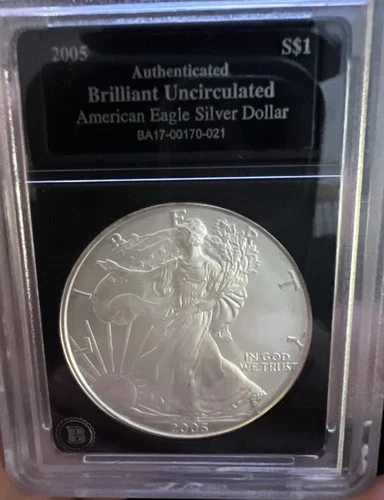 2005 S$1
Authenticated
Brilliant Uncirculated
American Eagle Silver Dollar
BA17-00170-021
LIBERTY
IN GOD
WE TRUST
2005
B